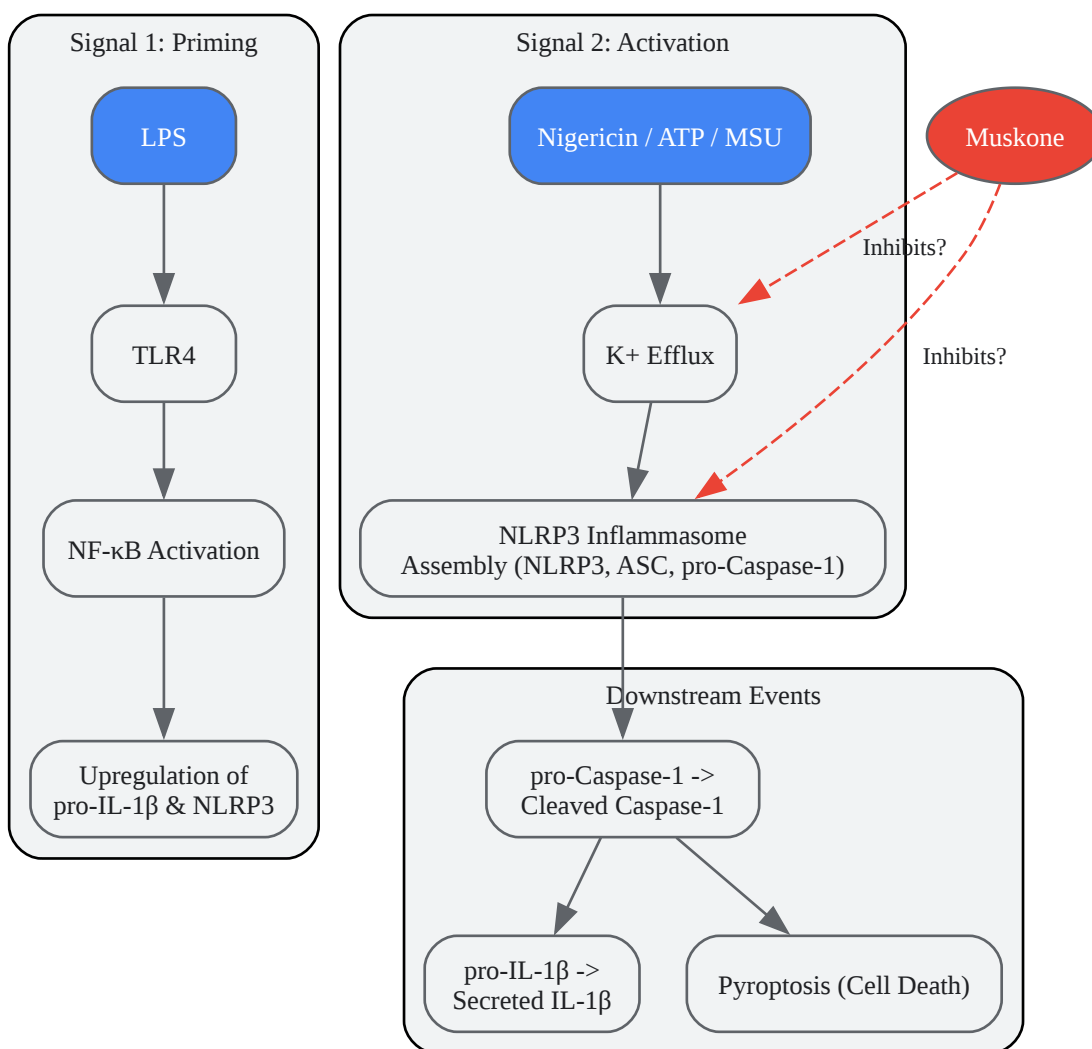 Signal 1: Priming
LPS
TLR4
NF-κB Activation
Upregulation of
pro-IL-1β & NLRP3
Signal 2: Activation
Nigericin / ATP / MSU
K+ Efflux
NLRP3 Inflammasome
Assembly (NLRP3, ASC, pro-Caspase-1)
Muskone
Inhibits?
Inhibits?
Downstream Events
pro-Caspase-1 ->
Cleaved Caspase-1
pro-IL-1β ->
Secreted IL-1β
Pyroptosis (Cell Death)